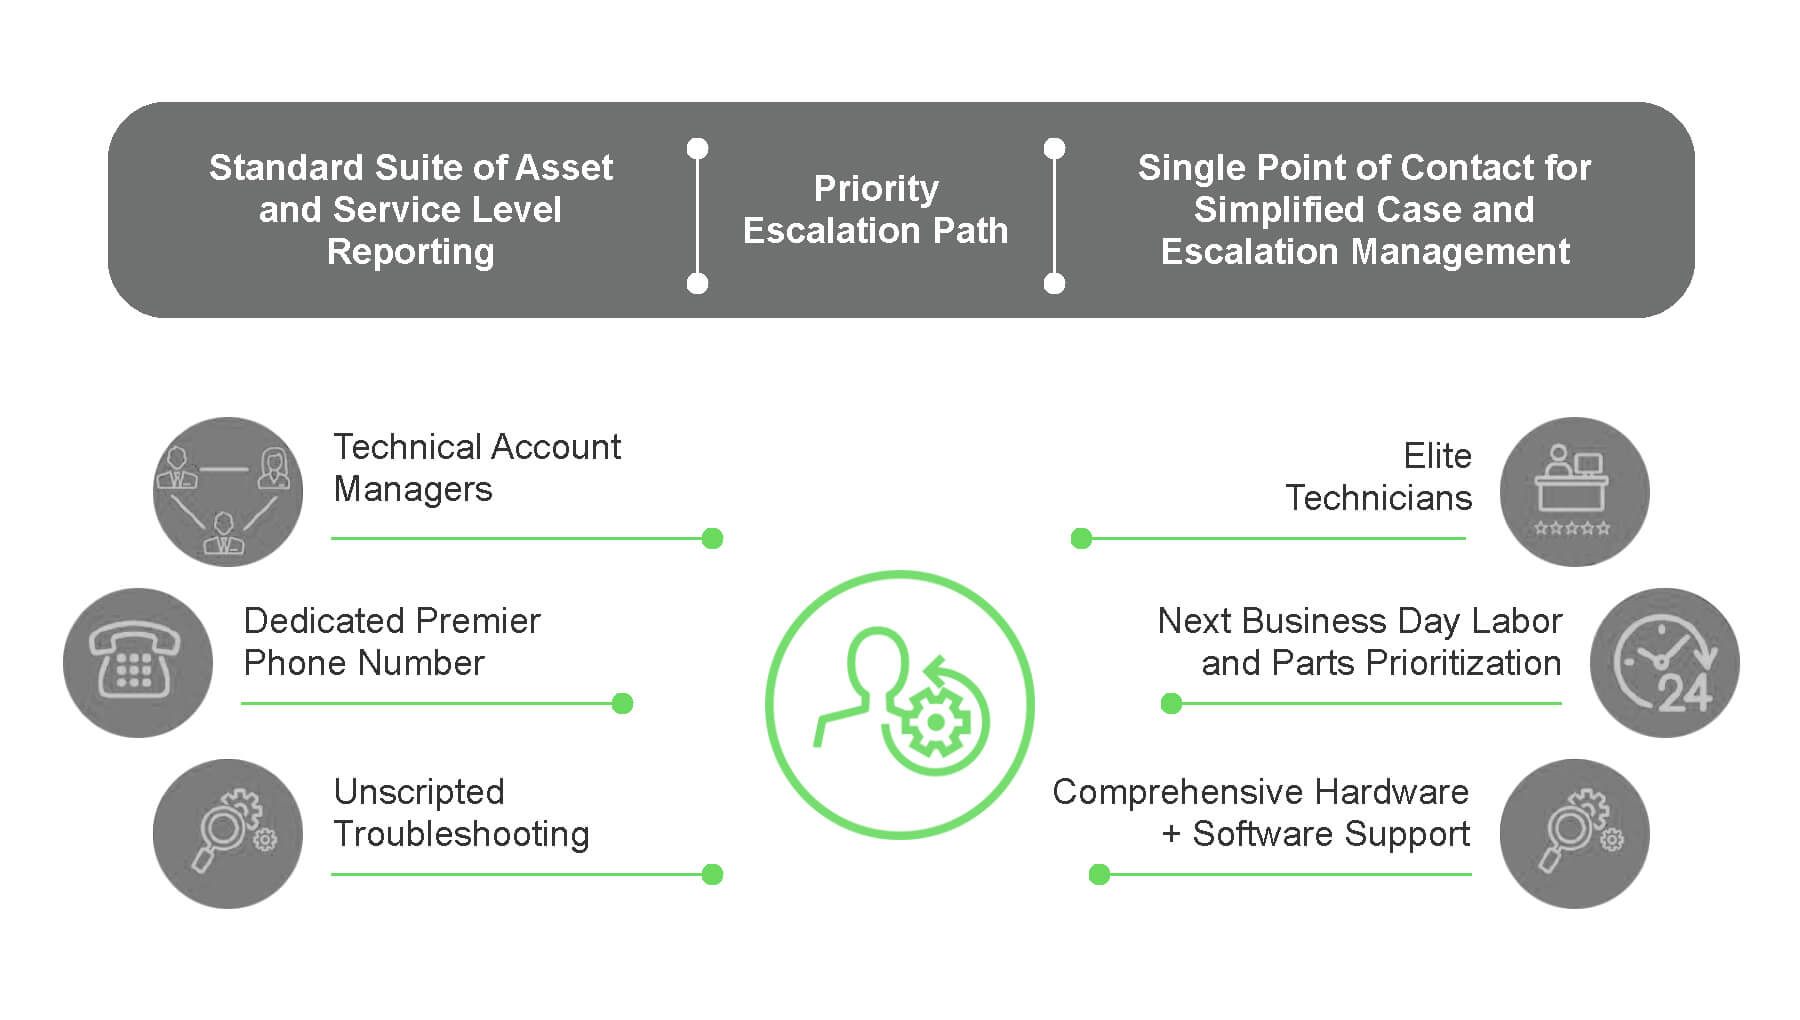 Standard Suite of Asset
and Service Level
Reporting
Priority
Escalation Path
Single Point of Contact for
Simplified Case and
Escalation Management
Technical Account
Managers
Dedicated Premier
Phone Number
Unscripted
Troubleshooting
Elite
Technicians
Next Business Day Labor
and Parts Prioritization
24
Comprehensive Hardware
+ Software Support